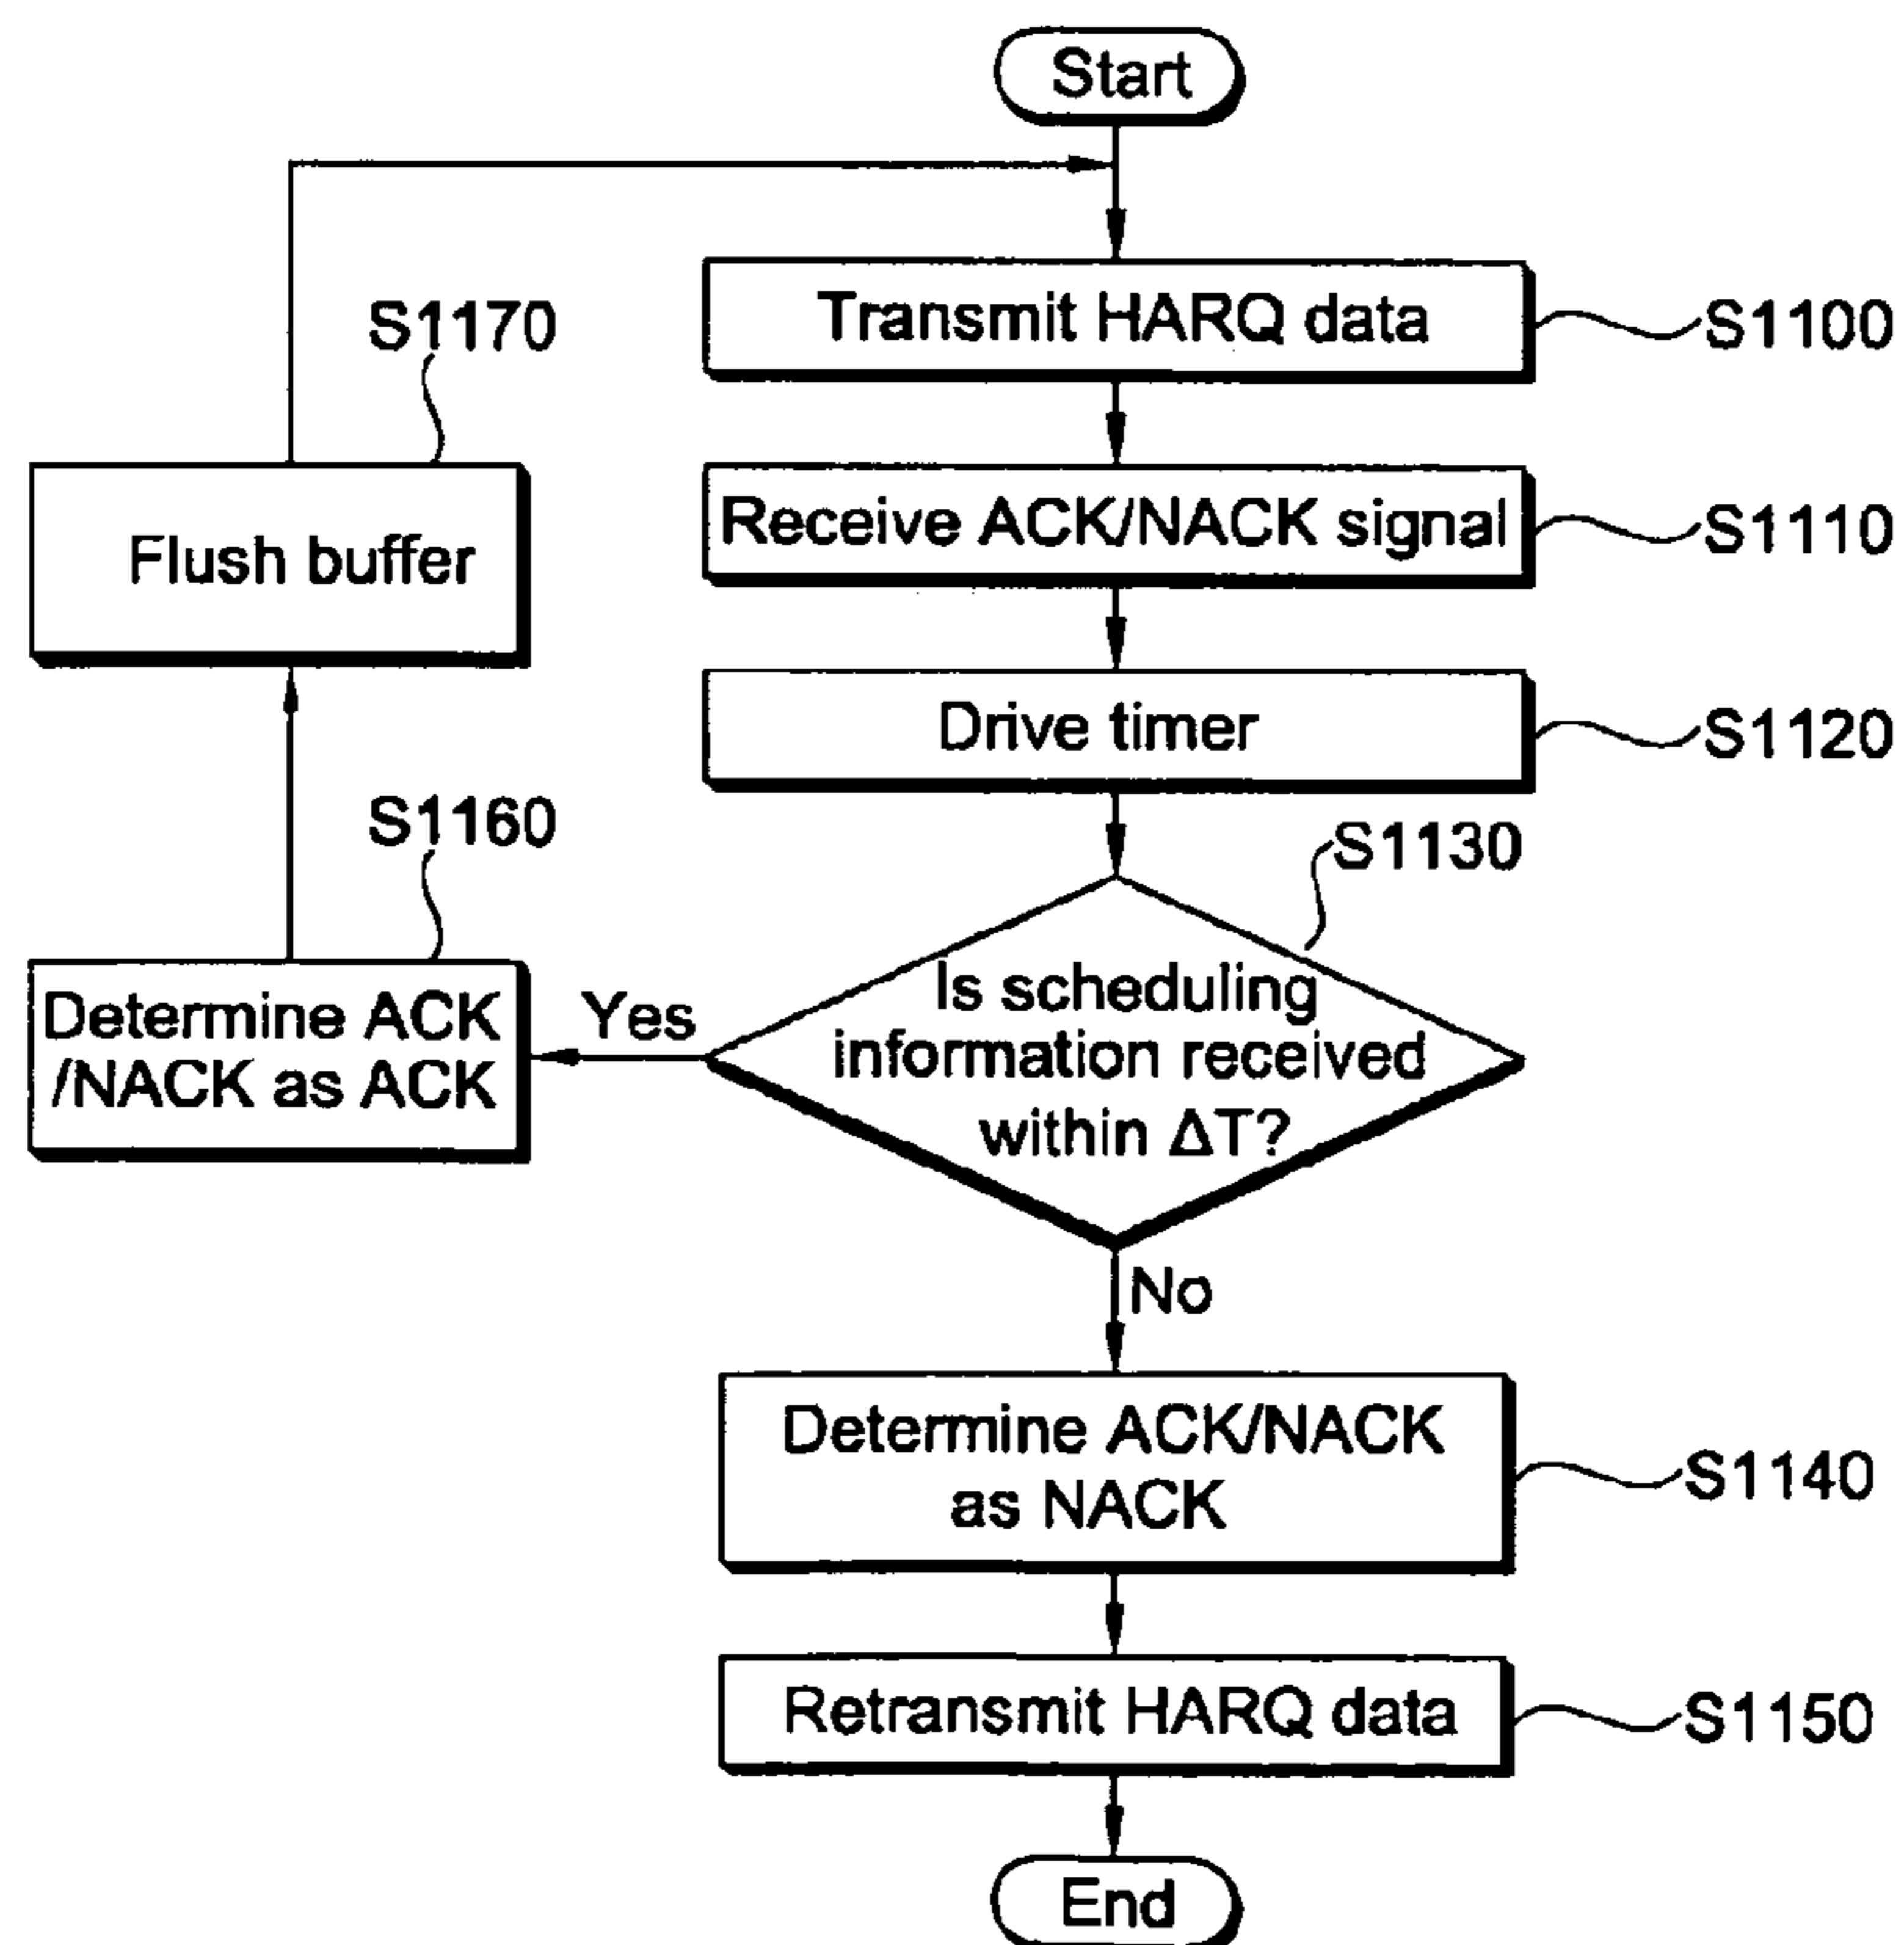 Start
Transmit HARQ data
S1100
S1170
Flush buffer
Receive ACK/NACK signal
S1110
Drive timer
S1120
S1160
S1130
Determine ACK
/NACK as ACK
Yes
Is scheduling
information received
within ΔT?
No
Determine ACK/NACK
as NACK
S1140
Retransmit HARQ data
S1150
End